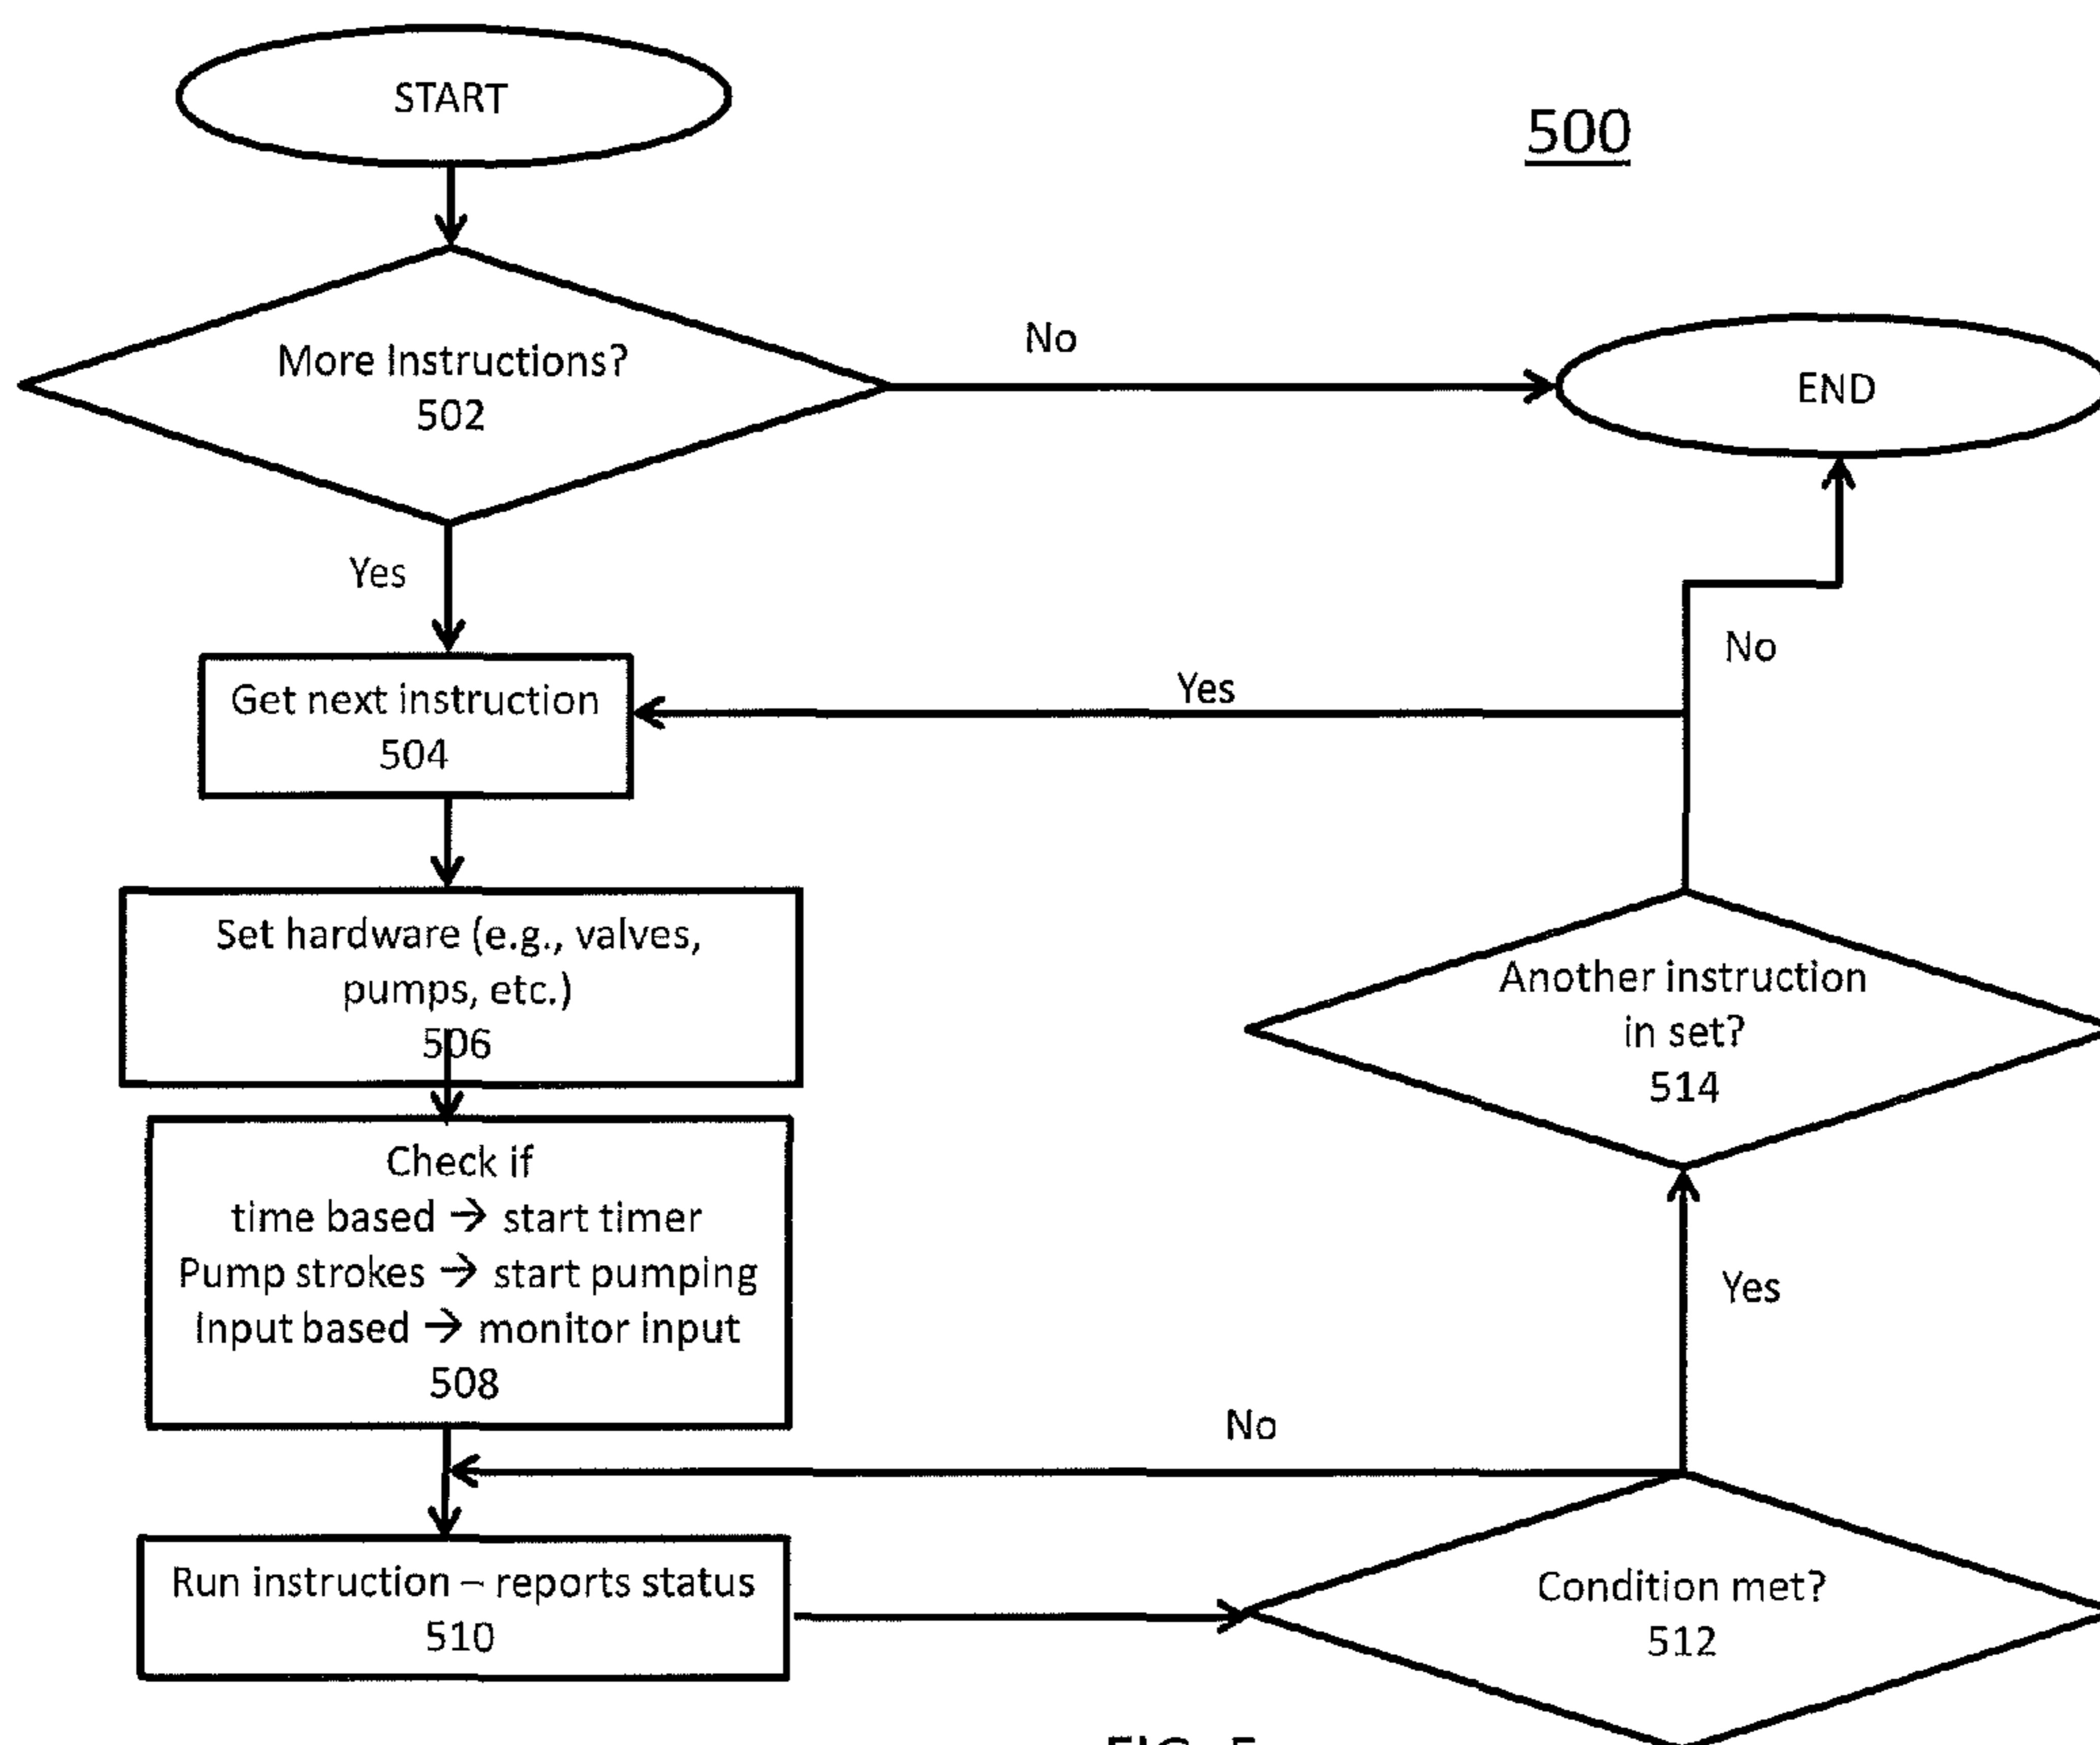 START
500
More Instructions?
502
No
END
Yes
Get next instruction
504
Yes
No
Set hardware (e.g., valves,
pumps, etc.)
506
Another instruction
in set?
514
Check if
time based → start timer
Pump strokes → start pumping
Input based → monitor input
508
Yes
No
Run instruction – reports status
510
Condition met?
512
FIG. 5